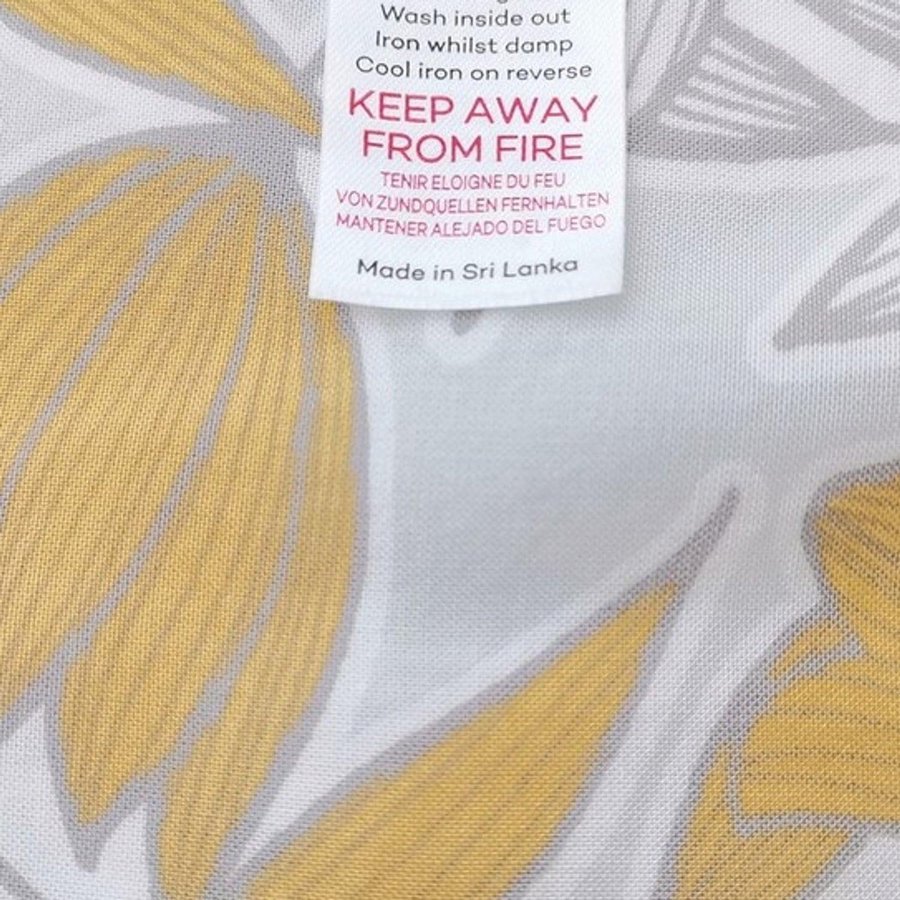 Wash inside out
Iron whilst damp
Cool iron on reverse
KEEP AWAY
FROM FIRE
TENIR ELOIGNE DU FEU
VON ZUNDQUELLEN FERNHALTEN
MANTENER ALEJADO DEL FUEGO
Made in Sri Lanka